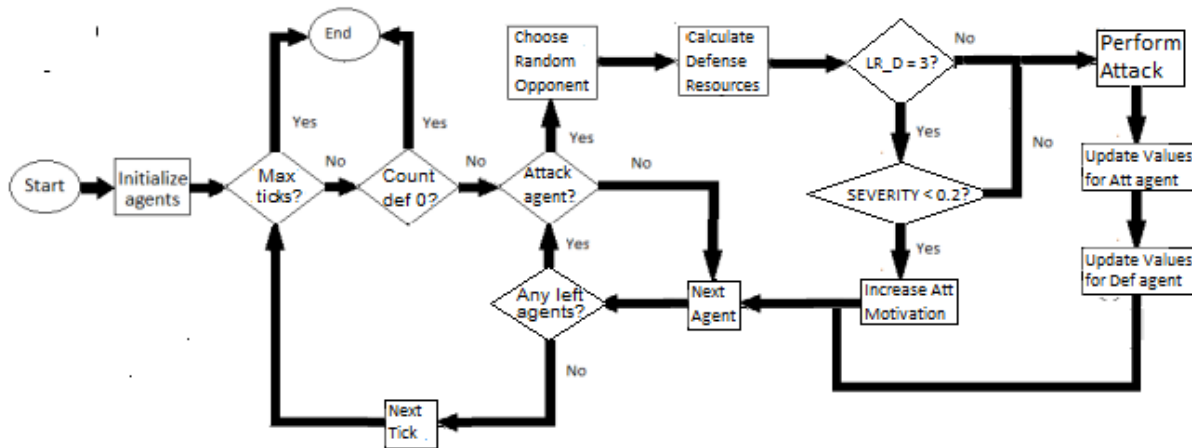 End
Choose
Random
Opponent
Calculate
Defense
Resources
LR_D = 3?
No
Perform
Attack
Yes
Yes
Yes
Yes
No
Start
Initialize
agents
Max
ticks?
No
Count
def 0?
No
Attack
agent?
No
SEVERITY < 0.2?
Update Values
for Att agent
Yes
Yes
Any left
agents?
Next
Agent
Increase Att
Motivation
Update Values
for Def agent
No
Next
Tick